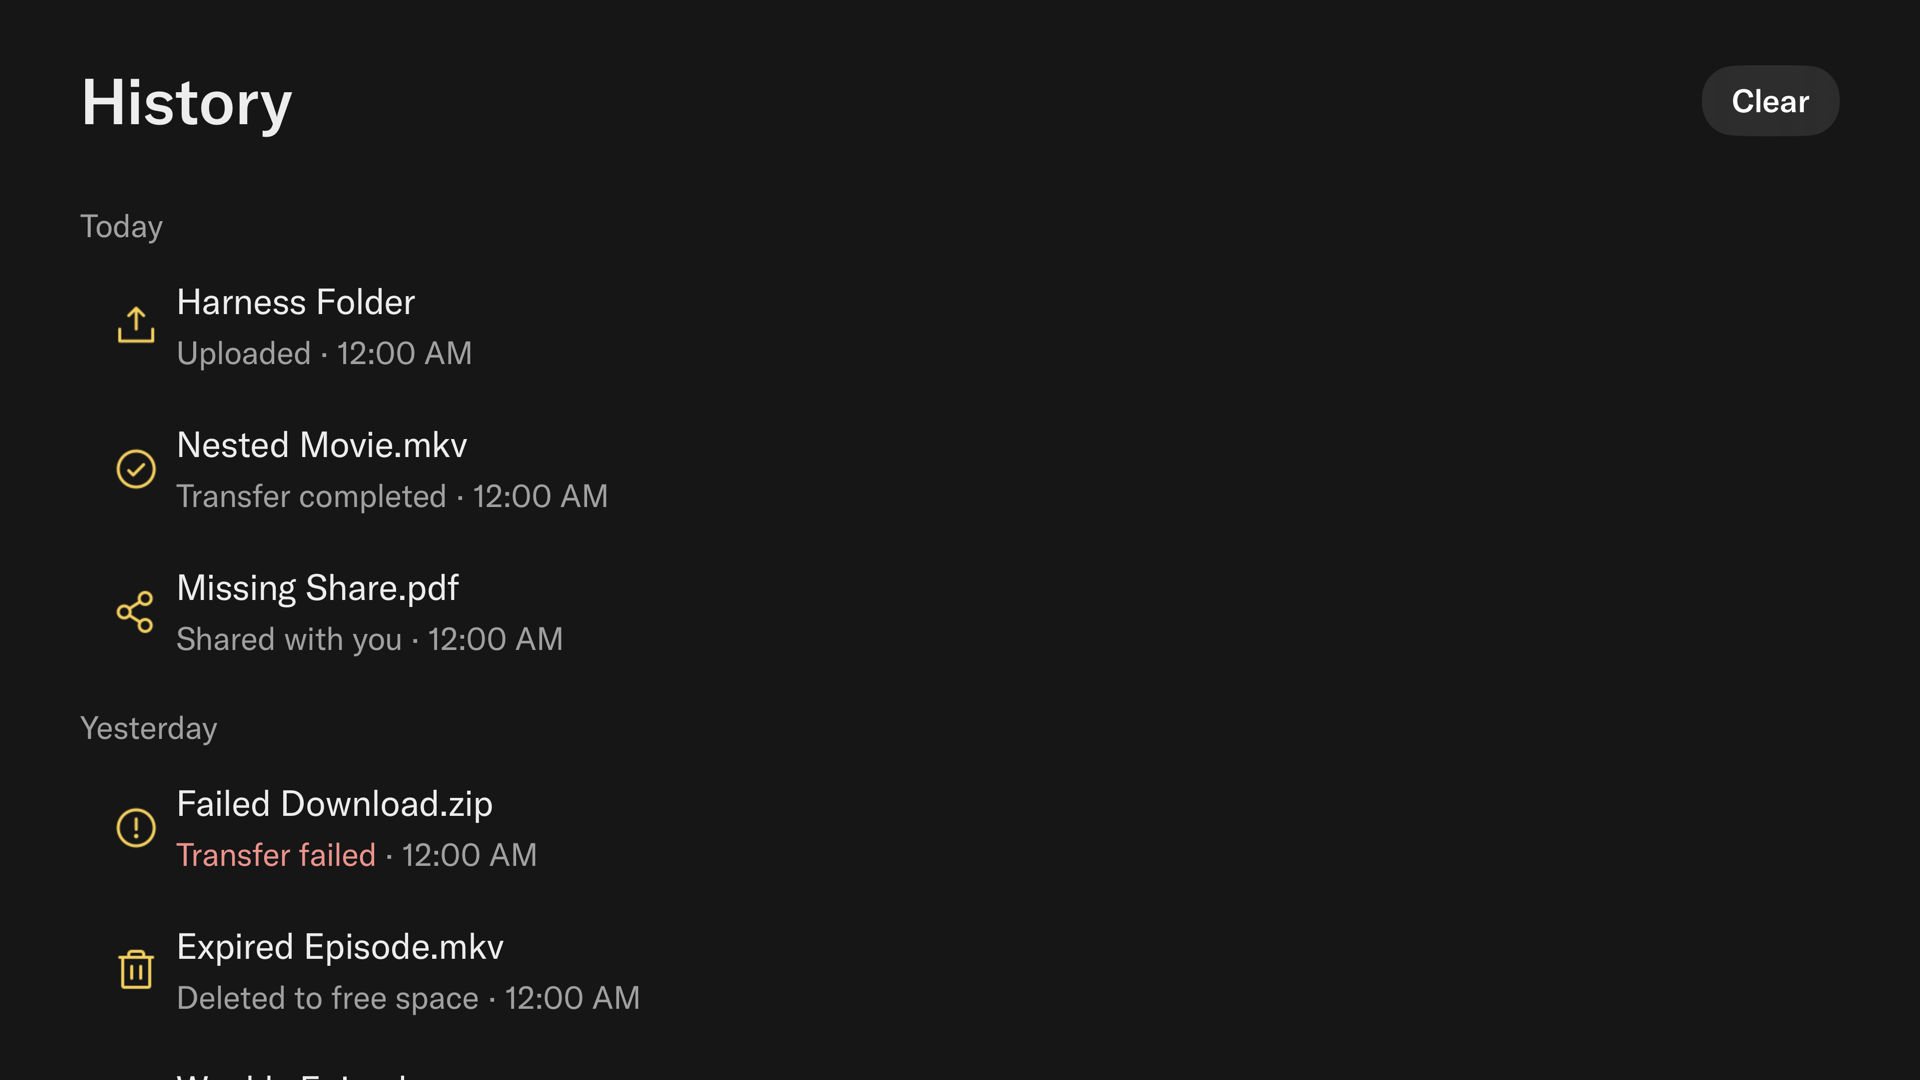 History
Clear
Today
Harness Folder
Uploaded · 12:00 AM
Nested Movie.mkv
Transfer completed · 12:00 AM
Missing Share.pdf
Shared with you · 12:00 AM
Yesterday
Failed Download.zip
Transfer failed · 12:00 AM
Expired Episode.mkv
Deleted to free space · 12:00 AM